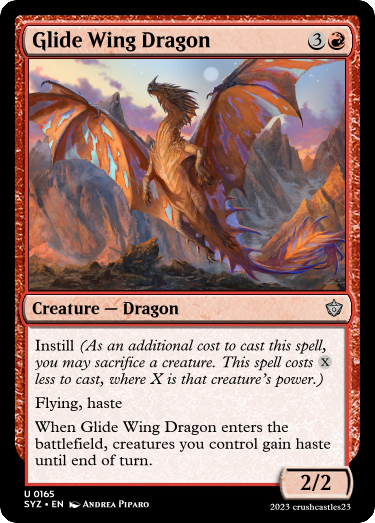 Glide Wing Dragon 3
Creature — Dragon
Instill (As an additional cost to cast this spell,
you may sacrifice a creature. This spell costs X
less to cast, where X is that creature's power.)
Flying, haste
When Glide Wing Dragon enters the
battlefield, creatures you control gain haste
until end of turn.
2/2
U 0165
SYZ • EN Andrea Piparo
2023 crushcastles23